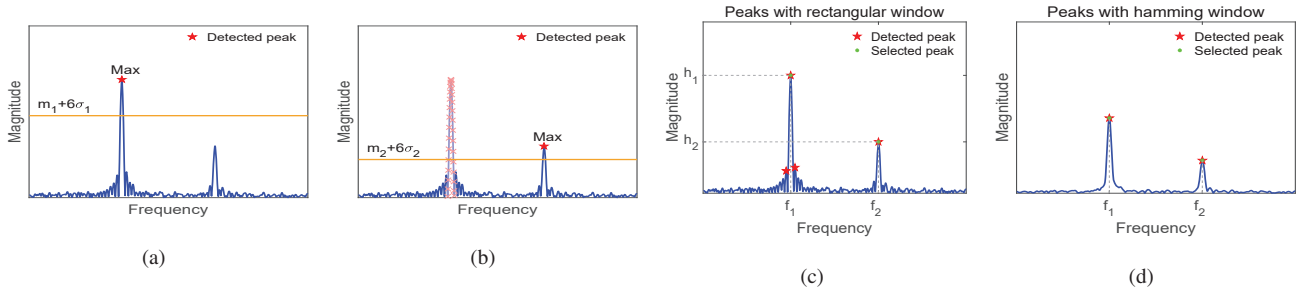 Detected peak
Max
m₁+6σ₁
Magnitude
Frequency
(a)
Detected peak
Max
m₂+6σ₂
Magnitude
Frequency
(b)
Peaks with rectangular window
Detected peak
Selected peak
h₁
h₂
Magnitude
f₁ f₂
Frequency
(c)
Peaks with hamming window
Detected peak
Selected peak
Magnitude
f₁ f₂
Frequency
(d)